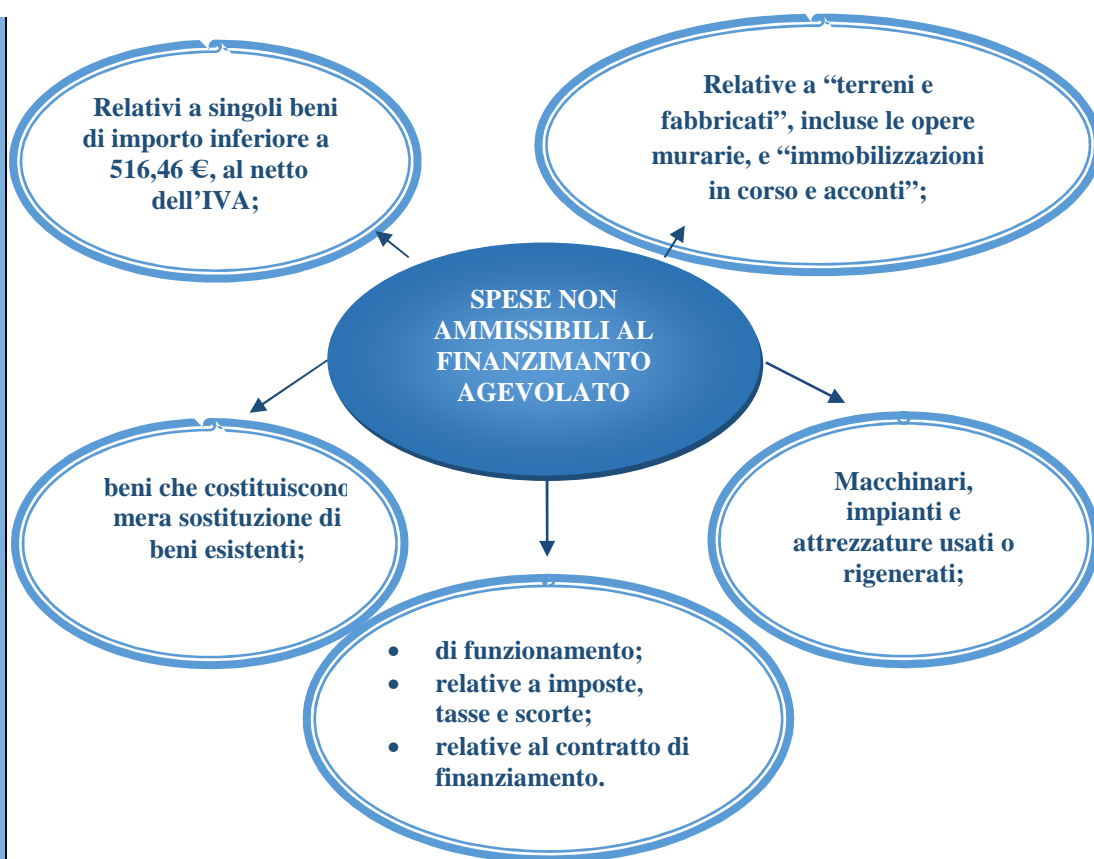 Relativi a singoli beni
di importo inferiore a
516,46 €, al netto
dell’IVA;
Relative a “terreni e
fabbricati”, incluse le opere
murarie, e “immobilizzazioni
in corso e acconti”;
SPESE NON
AMMISSIBILI AL
FINANZIMANTO
AGEVOLATO
beni che costituiscono
mera sostituzione di
beni esistenti;
Macchinari,
impianti e
attrezzature usati o
rigenerati;
• di funzionamento;
• relative a imposte,
tasse e scorte;
• relative al contratto di
finanziamento.